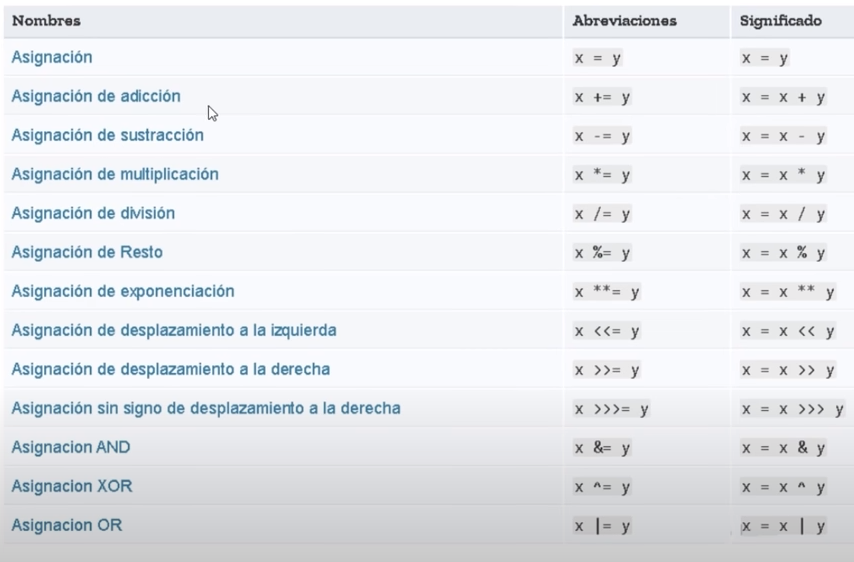 Nombres Abreviaciones Significado
Asignación x = y x = y
Asignación de adicción x += y x = x + y
Asignación de sustracción x -= y x = x - y
Asignación de multiplicación x *= y x = x * y
Asignación de división x /= y x = x / y
Asignación de Resto x %= y x = x % y
Asignación de exponenciación x **= y x = x ** y
Asignación de desplazamiento a la izquierda x <<= y x = x << y
Asignación de desplazamiento a la derecha x >>= y x = x >> y
Asignación sin signo de desplazamiento a la derecha x >>>= y x = x >>> y
Asignacion AND x &= y x = x & y
Asignacion XOR x ^= y x = x ^ y
Asignacion OR x |= y x = x | y